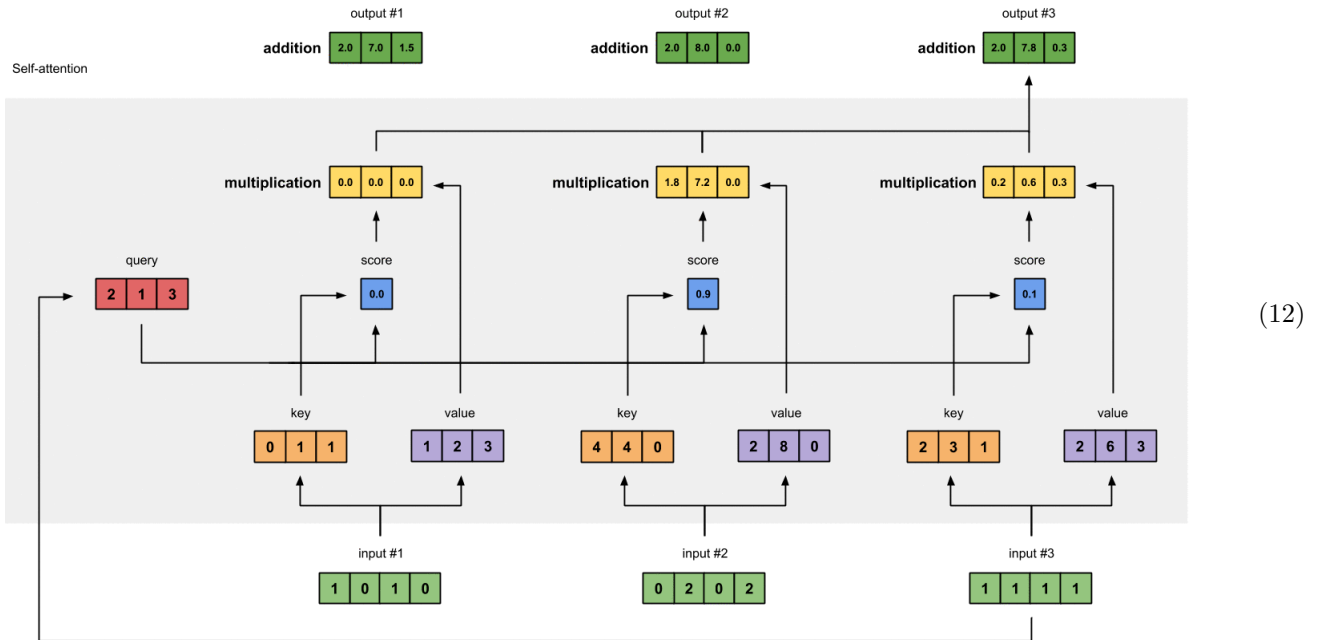 output #1 output #2 output #3
addition 2.0 7.0 1.5 addition 2.0 8.0 0.0 addition 2.0 7.8 0.3
Self-attention
multiplication 0.0 0.0 0.0 multiplication 1.8 7.2 0.0 multiplication 0.2 0.6 0.3
query score score score
2 1 3 0.0 0.9 0.1
(12)
key value key value key value
0 1 1 1 2 3 4 4 0 2 8 0 2 3 1 2 6 3
input #1 input #2 input #3
1 0 1 0 0 2 0 2 1 1 1 1